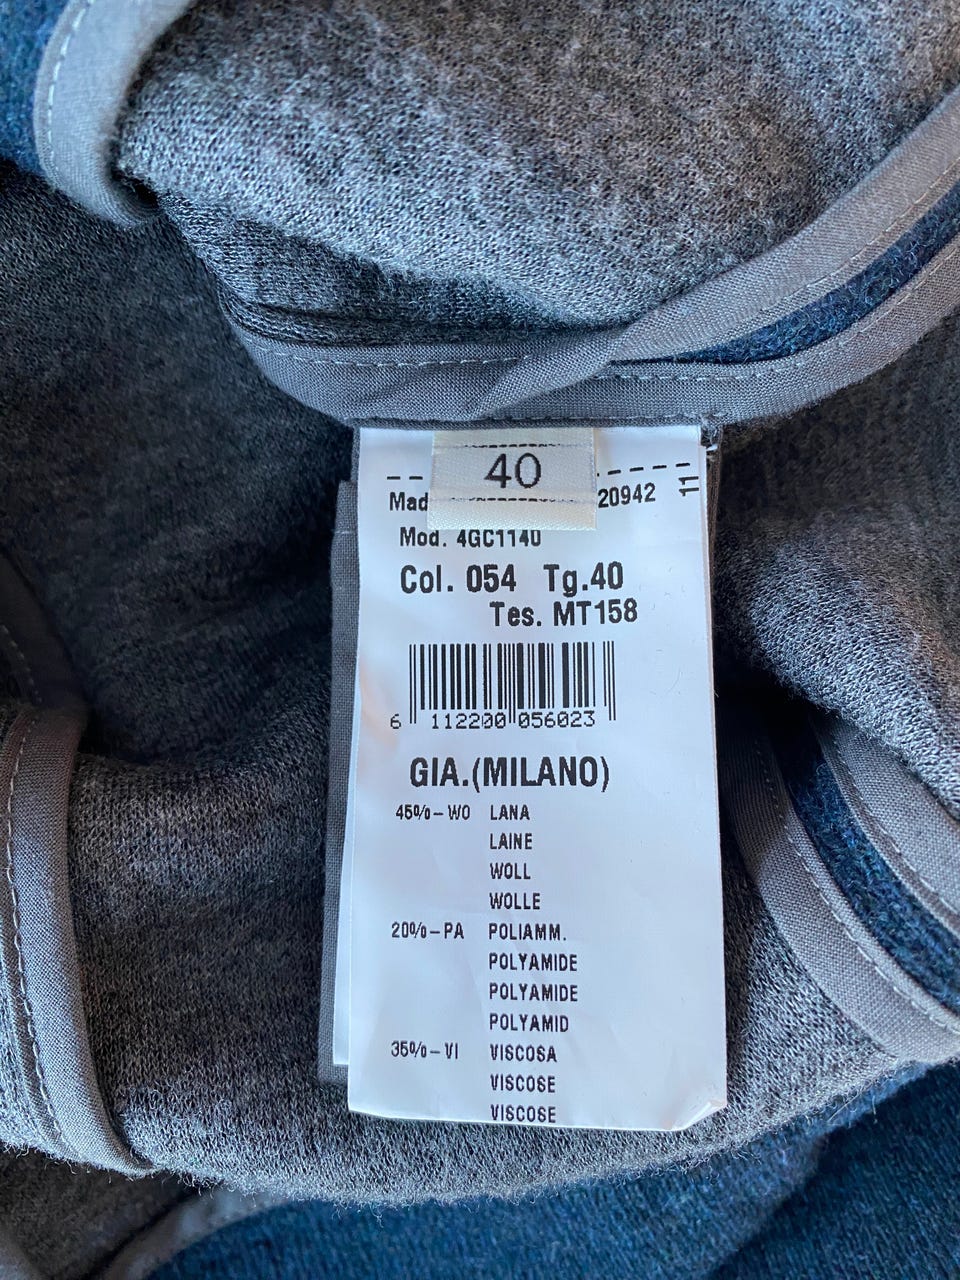 40
Mad 20942 11
Mod. 4GC1140
Col. 054 Tg.40
Tes. MT158
6 112200 056023
GIA.(MILANO)
45%-WO LANA
LAINE
WOLL
WOLLE
20%-PA POLIAMM.
POLYAMIDE
POLYAMIDE
POLYAMID
35%-VI VISCOSA
VISCOSE
VISCOSE